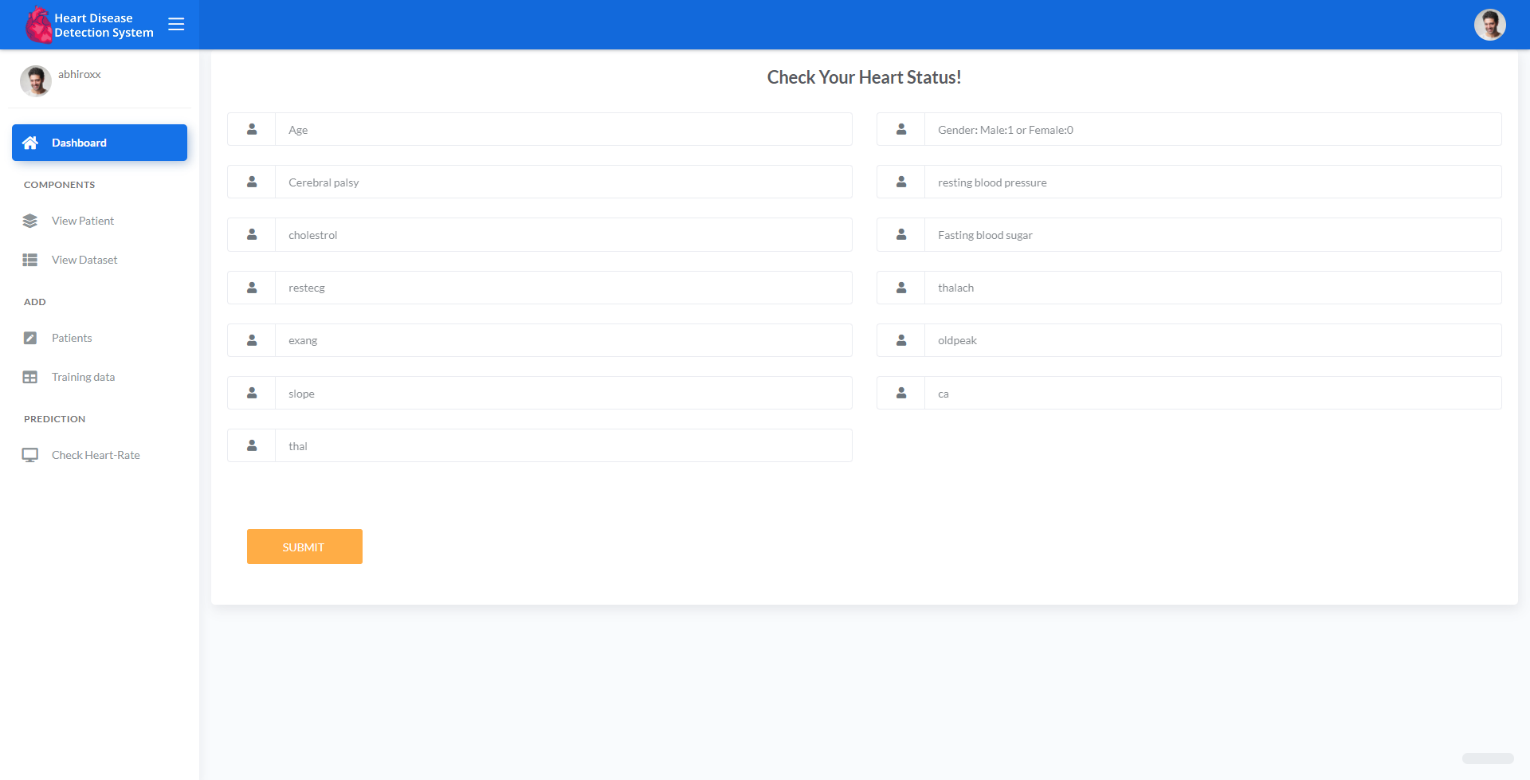 Heart Disease
Detection System
abhiroxx
Dashboard
COMPONENTS
View Patient
View Dataset
ADD
Patients
Training data
PREDICTION
Check Heart-Rate
Check Your Heart Status!
Age
Gender: Male:1 or Female:0
Cerebral palsy
resting blood pressure
cholestrol
Fasting blood sugar
restecg
thalach
exang
oldpeak
slope
ca
thal
SUBMIT